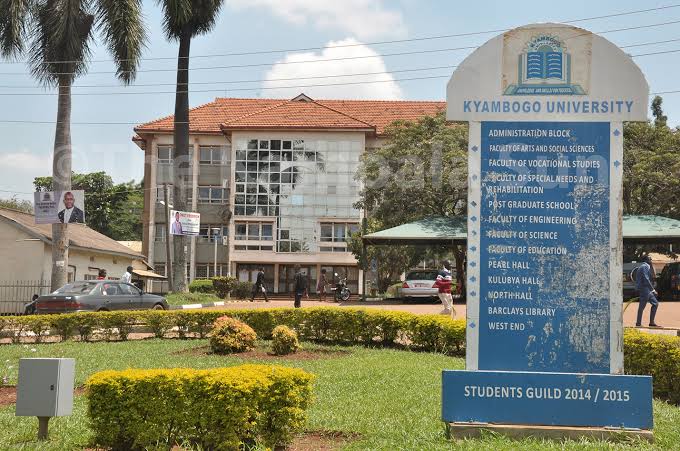 KYAMBOGO
KYAMBOGO UNIVERSITY
ADMINISTRATION BLOCK
FACULTY OF ARTS AND SOCIAL SCIENCES
FACULTY OF VOCATIONAL STUDIES
FACULTY OF SPECIAL NEEDS AND
REHABILITATION
POST GRADUATE SCHOOL
FACULTY OF ENGINEERING
FACULTY OF SCIENCE
FACULTY OF EDUCATION
PEARL HALL
KULUBYA HALL
NORTH HALL
BARCLAYS LIBRARY
WEST END
STUDENTS GUILD 2014 / 2015